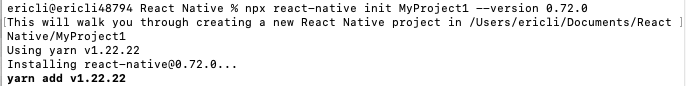 ericli@ericli48794 React Native % npx react-native init MyProject1 --version 0.72.0
[This will walk you through creating a new React Native project in /Users/ericli/Documents/React ]
Native/MyProject1
Using yarn v1.22.22
Installing react-native@0.72.0...
yarn add v1.22.22